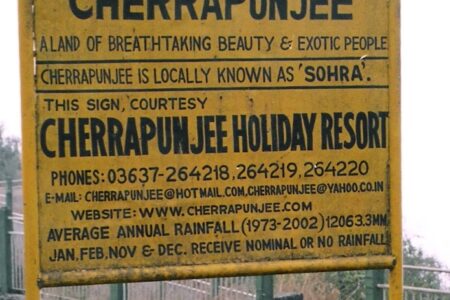 CHERRAPUNJEE
A LAND OF BREATHTAKING BEAUTY & EXOTIC PEOPLE
CHERRAPUNJEE IS LOCALLY KNOWN AS 'SOHRA'.
THIS SIGN, COURTESY
CHERRAPUNJEE HOLIDAY RESORT
PHONES: 03637-264218, 264219, 264220
E-MAIL: CHERRAPUNJEE@HOTMAIL.COM, CHERRAPUNJEE@YAHOO.CO.IN
WEBSITE: WWW.CHERRAPUNJEE.COM
AVERAGE ANNUAL RAINFALL (1973-2002) 12063.3MM
JAN, FEB, NOV & DEC. RECEIVE NOMINAL OR NO RAINFALL